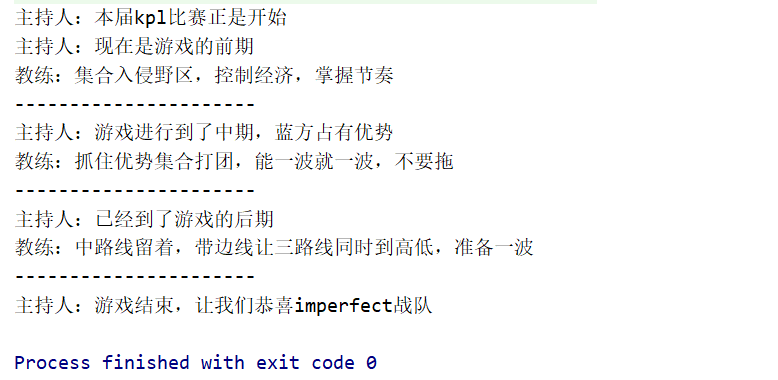 主持人：本届kpl比赛正是开始
主持人：现在是游戏的前期
教练：集合入侵野区，控制经济，掌握节奏
----------------------
主持人：游戏进行到了中期，蓝方占有优势
教练：抓住优势集合打团，能一波就一波，不要拖
----------------------
主持人：已经到了游戏的后期
教练：中路线留着，带边线让三路线同时到高低，准备一波
----------------------
主持人：游戏结束，让我们恭喜imperfect战队
Process finished with exit code 0